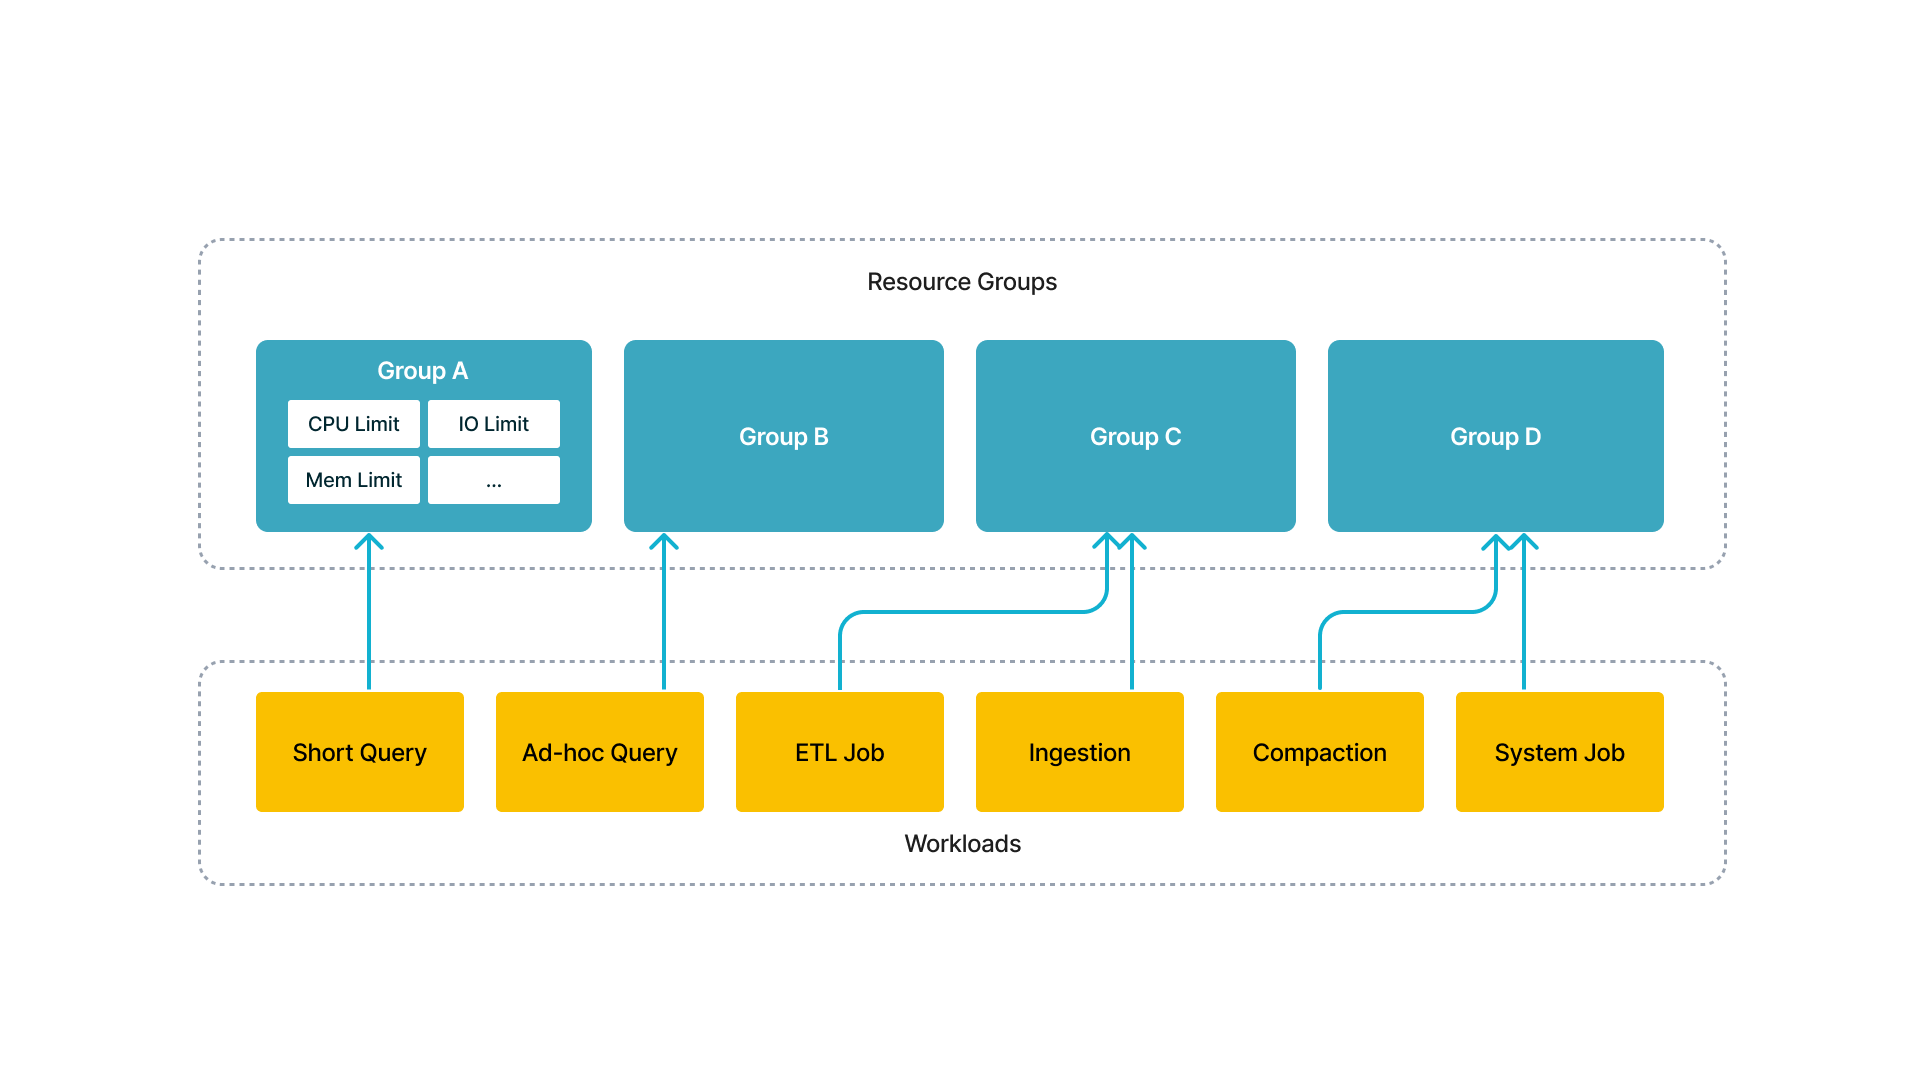 Resource Groups
Group A
CPU Limit
IO Limit
Mem Limit
...
Group B
Group C
Group D
Short Query
Ad-hoc Query
ETL Job
Ingestion
Compaction
System Job
Workloads